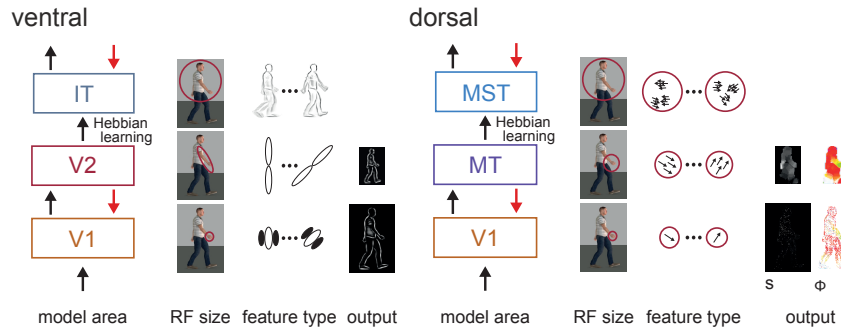 ventral
dorsal
IT
Hebbian
learning
V2
V1
model area
RF size
feature type
output
MST
Hebbian
learning
MT
V1
s
Φ
model area
RF size
feature type
output